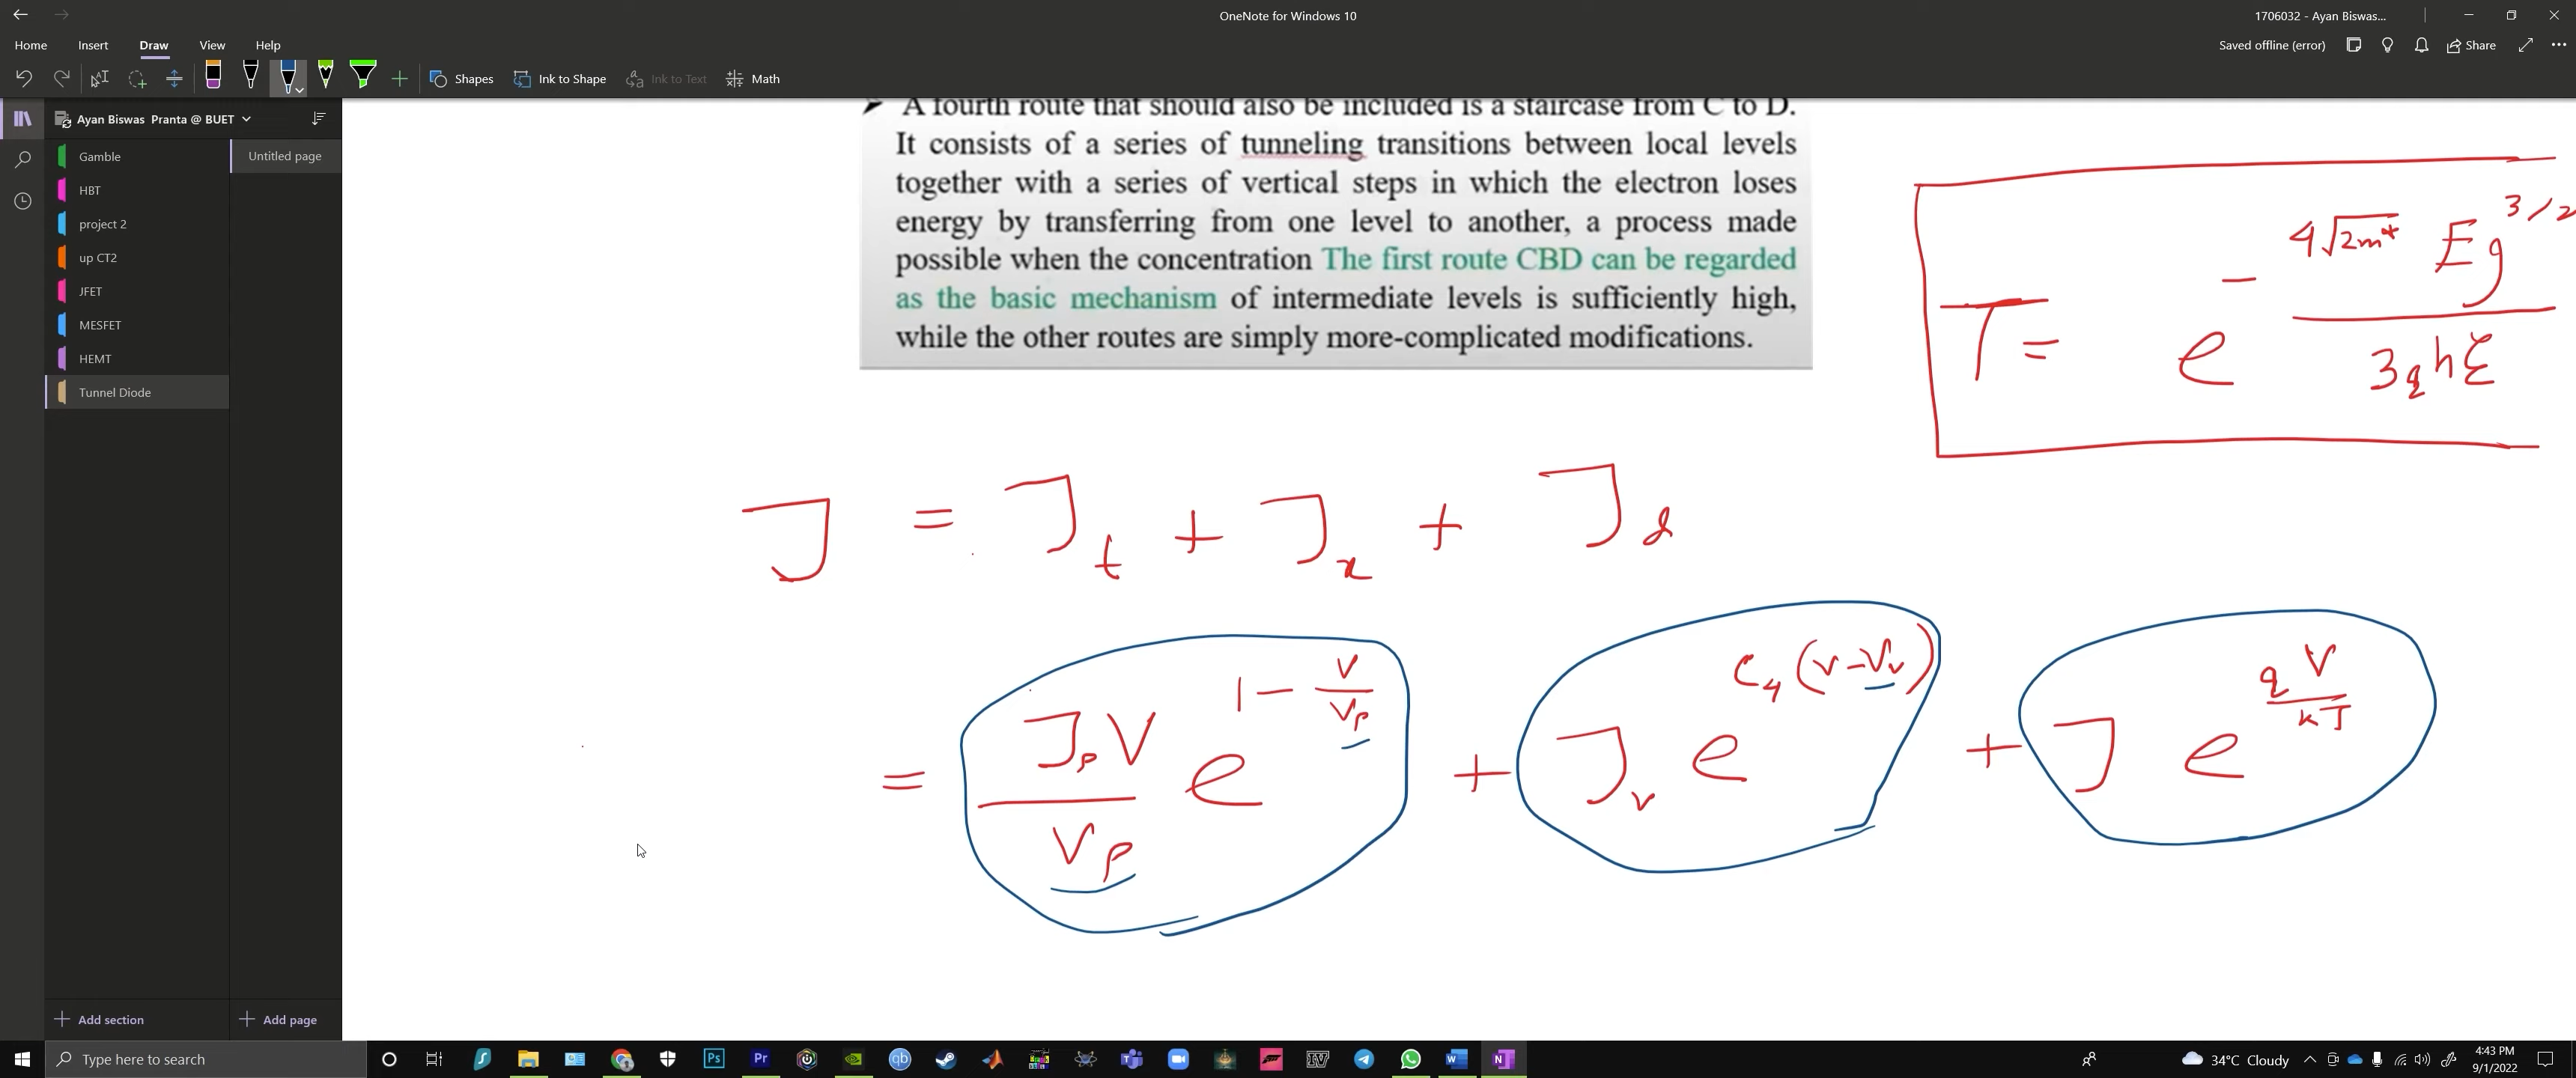 OneNote for Windows 10
1706032 - Ayan Biswas...
Home Insert Draw View Help
Saved offline (error) Share
Shapes Ink to Shape Ink to Text Math
Ayan Biswas Pranta @ BUET
Untitled page
Gamble
HBT
project 2
up CT2
JFET
MESFET
HEMT
Tunnel Diode
A fourth route that should also be included is a staircase from C to D.
It consists of a series of tunneling transitions between local levels
together with a series of vertical steps in which the electron loses
energy by transferring from one level to another, a process made
possible when the concentration The first route CBD can be regarded
as the basic mechanism of intermediate levels is sufficiently high,
while the other routes are simply more-complicated modifications.
T = e^{- 4√2m* Eg^{3/2} / 3qħℰ}
J = J_t + J_x + J_d
= J_p V / V_p e^{1 - V/V_p} + J_v e^{C_4 (V - V_v)} + J e^{qV/kT}
Add section Add page
Type here to search
34°C Cloudy
4:43 PM
9/1/2022